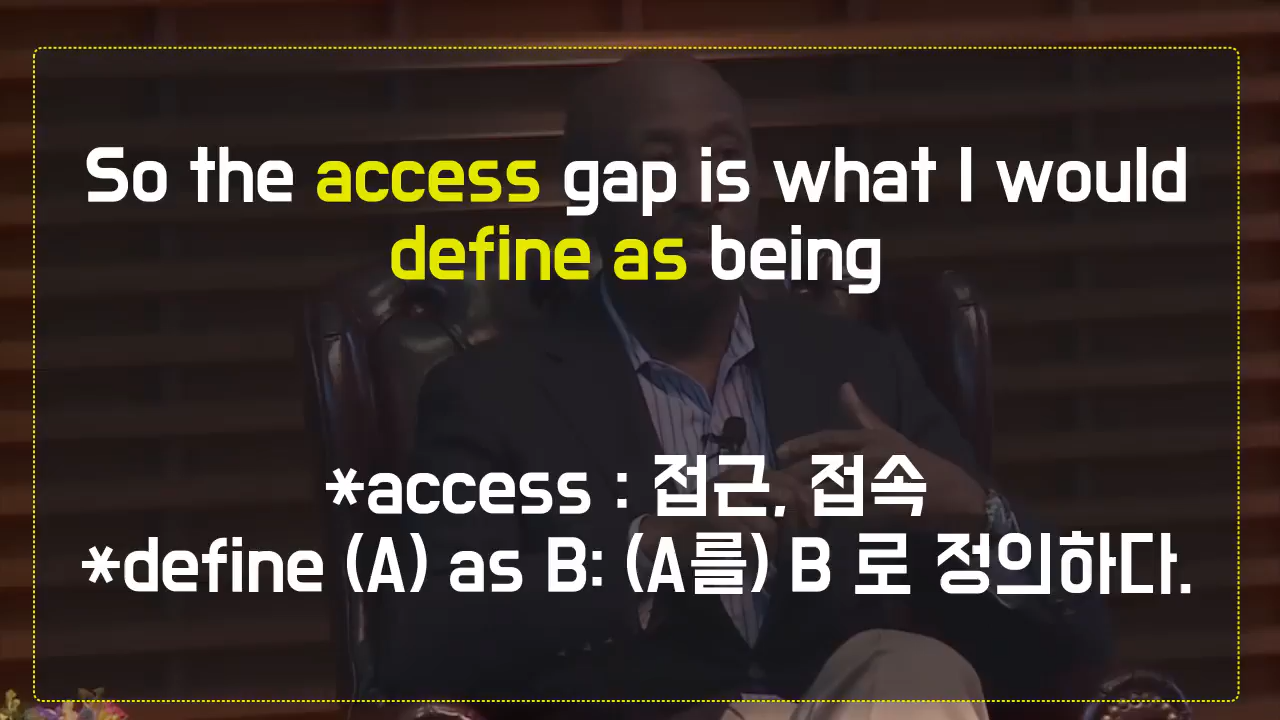 So the access gap is what I would
define as being
*access : 접근, 접속
*define (A) as B: (A를) B 로 정의하다.